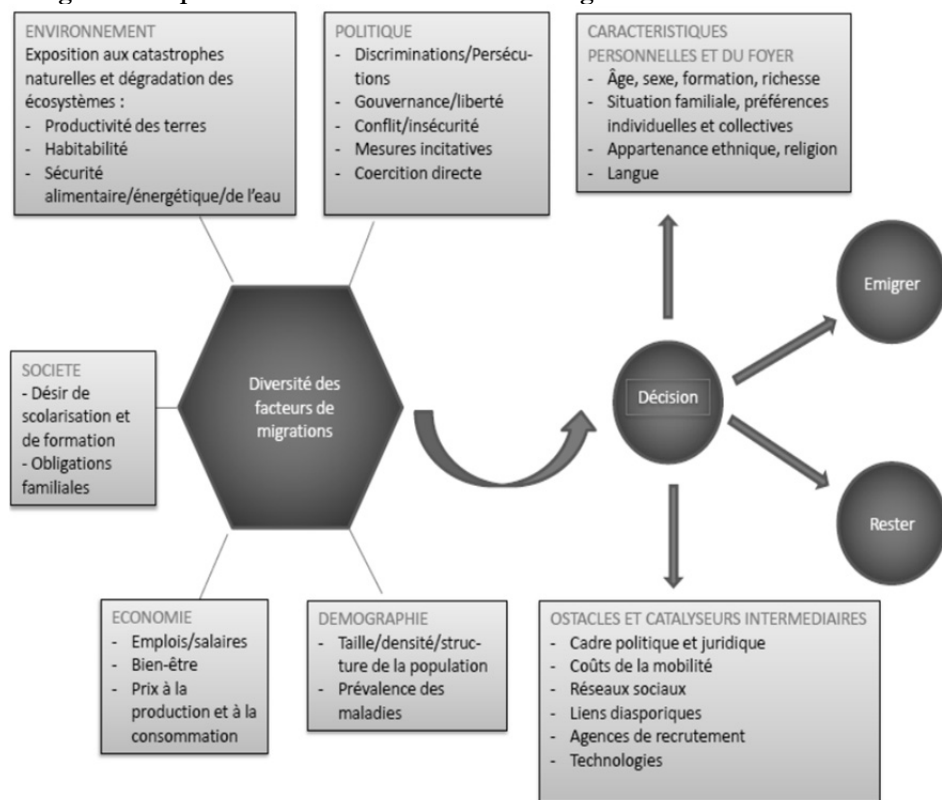 ENVIRONNEMENT
Exposition aux catastrophes
naturelles et dégradation des
écosystèmes :
- Productivité des terres
- Habitabilité
- Sécurité
alimentaire/énergétique/de l'eau
POLITIQUE
- Discriminations/Persécu-
tions
- Gouvernance/liberté
- Conflit/insécurité
- Mesures incitatives
- Coercition directe
CARACTERISTIQUES
PERSONNELLES ET DU FOYER
- Âge, sexe, formation, richesse
- Situation familiale, préférences
individuelles et collectives
- Appartenance ethnique, religion
- Langue
SOCIETE
- Désir de
scolarisation et
de formation
- Obligations
familiales
Diversité des
facteurs de
migrations
Décision
Emigrer
Rester
ECONOMIE
- Emplois/salaires
- Bien-être
- Prix à la
production et à la
consommation
DEMOGRAPHIE
- Taille/densité/struc-
ture de la population
- Prévalence des
maladies
OSTACLES ET CATALYSEURS INTERMEDIAIRES
- Cadre politique et juridique
- Coûts de la mobilité
- Réseaux sociaux
- Liens diasporiques
- Agences de recrutement
- Technologies